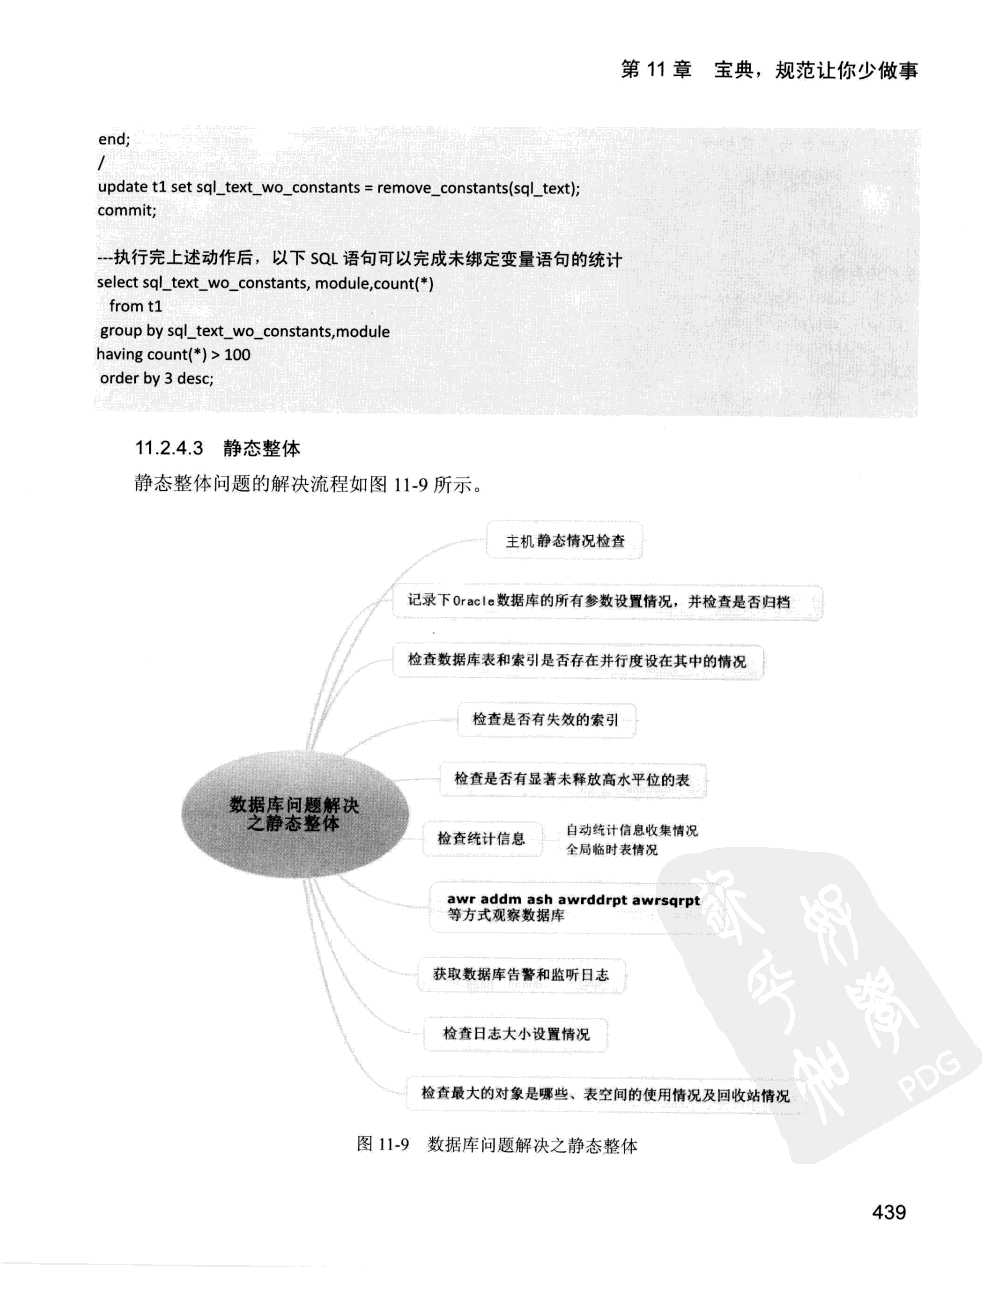 第 11 章　宝典，规范让你少做事
end;
/
update t1 set sql_text_wo_constants = remove_constants(sql_text);
commit;
---执行完上述动作后，以下 SQL 语句可以完成未绑定变量语句的统计
select sql_text_wo_constants, module,count(*)
from t1
group by sql_text_wo_constants,module
having count(*) > 100
order by 3 desc;
11.2.4.3　静态整体
静态整体问题的解决流程如图 11-9 所示。
主机静态情况检查
记录下Oracle数据库的所有参数设置情况，并检查是否归档
检查数据库表和索引是否存在并行度设在其中的情况
检查是否有失效的索引
检查是否有显著未释放高水平位的表
数据库问题解决
之静态整体
检查统计信息
自动统计信息收集情况
全局临时表情况
awr addm ash awrddrpt awrsqrpt
等方式观察数据库
获取数据库告警和监听日志
检查日志大小设置情况
检查最大的对象是哪些、表空间的使用情况及回收站情况
PDG
图 11-9　数据库问题解决之静态整体
439